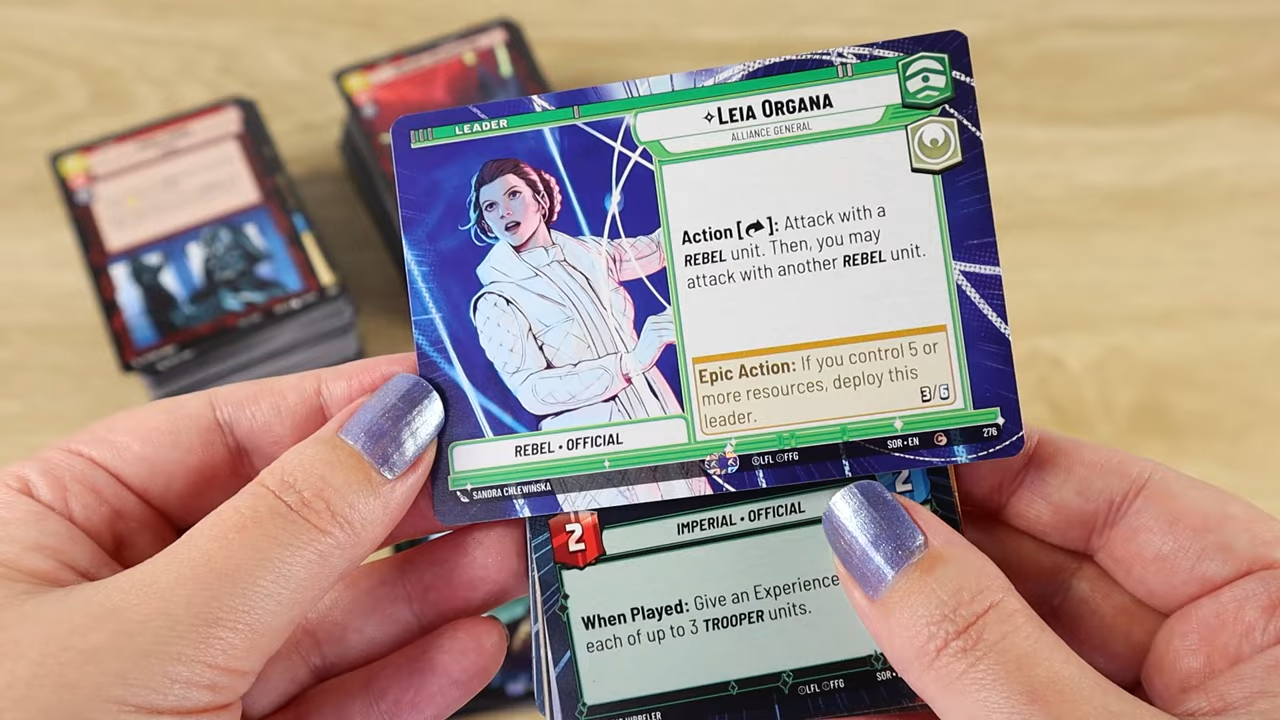 LEADER
LEIA ORGANA
ALLIANCE GENERAL
Action [ ]: Attack with a
REBEL unit. Then, you may
attack with another REBEL unit.
Epic Action: If you control 5 or
more resources, deploy this
leader.
3/6
REBEL • OFFICIAL
SANDRA CHLEWIŃSKA
©LFL ©FFG
SOR • EN
C
276
2
IMPERIAL • OFFICIAL
2
When Played: Give an Experience
each of up to 3 TROOPER units.
©LFL ©FFG
SOR •